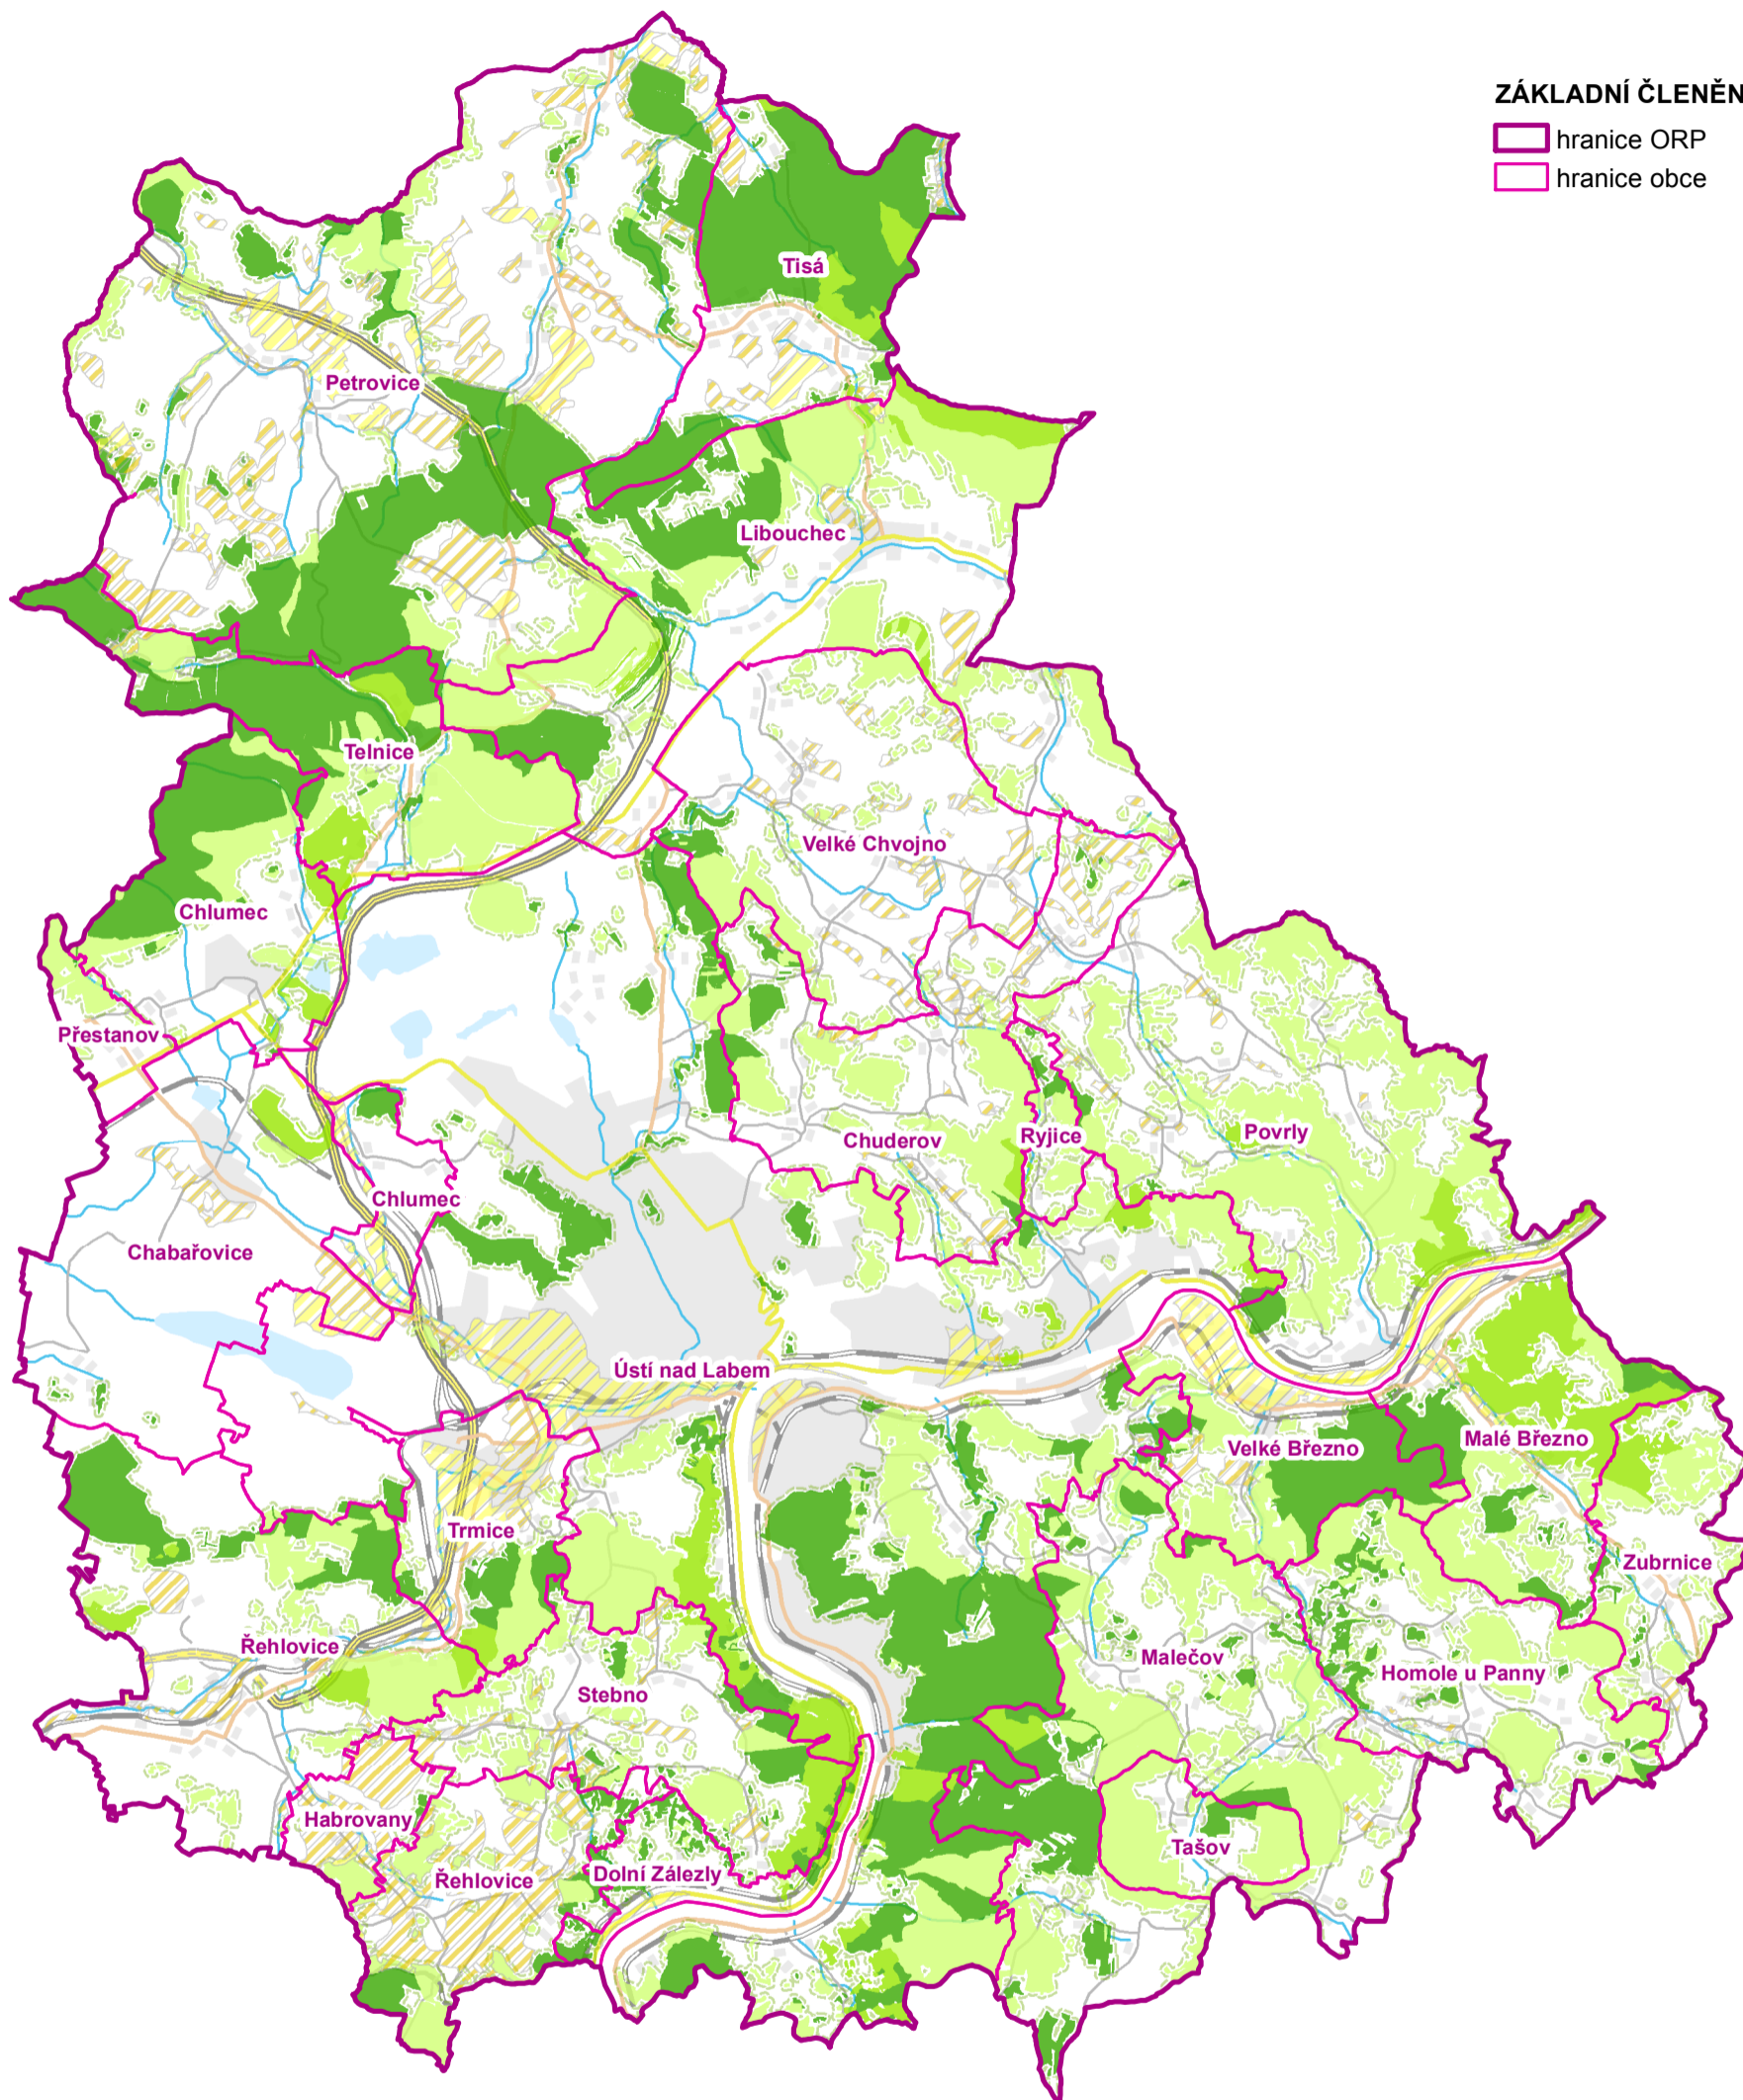 ZÁKLADNÍ ČLENĚN
hranice ORP
hranice obce
Tisá
Petrovice
Libouchec
Telnice
Velké Chvojno
Chlumec
Přestanov
Chuderov
Ryjice
Povrly
Chlumec
Chabařovice
Ústí nad Labem
Velké Březno
Malé Březno
Trmice
Zubrnice
Řehlovice
Malečov
Homole u Panny
Stebno
Habrovany
Tašov
Řehlovice
Dolní Zálezly